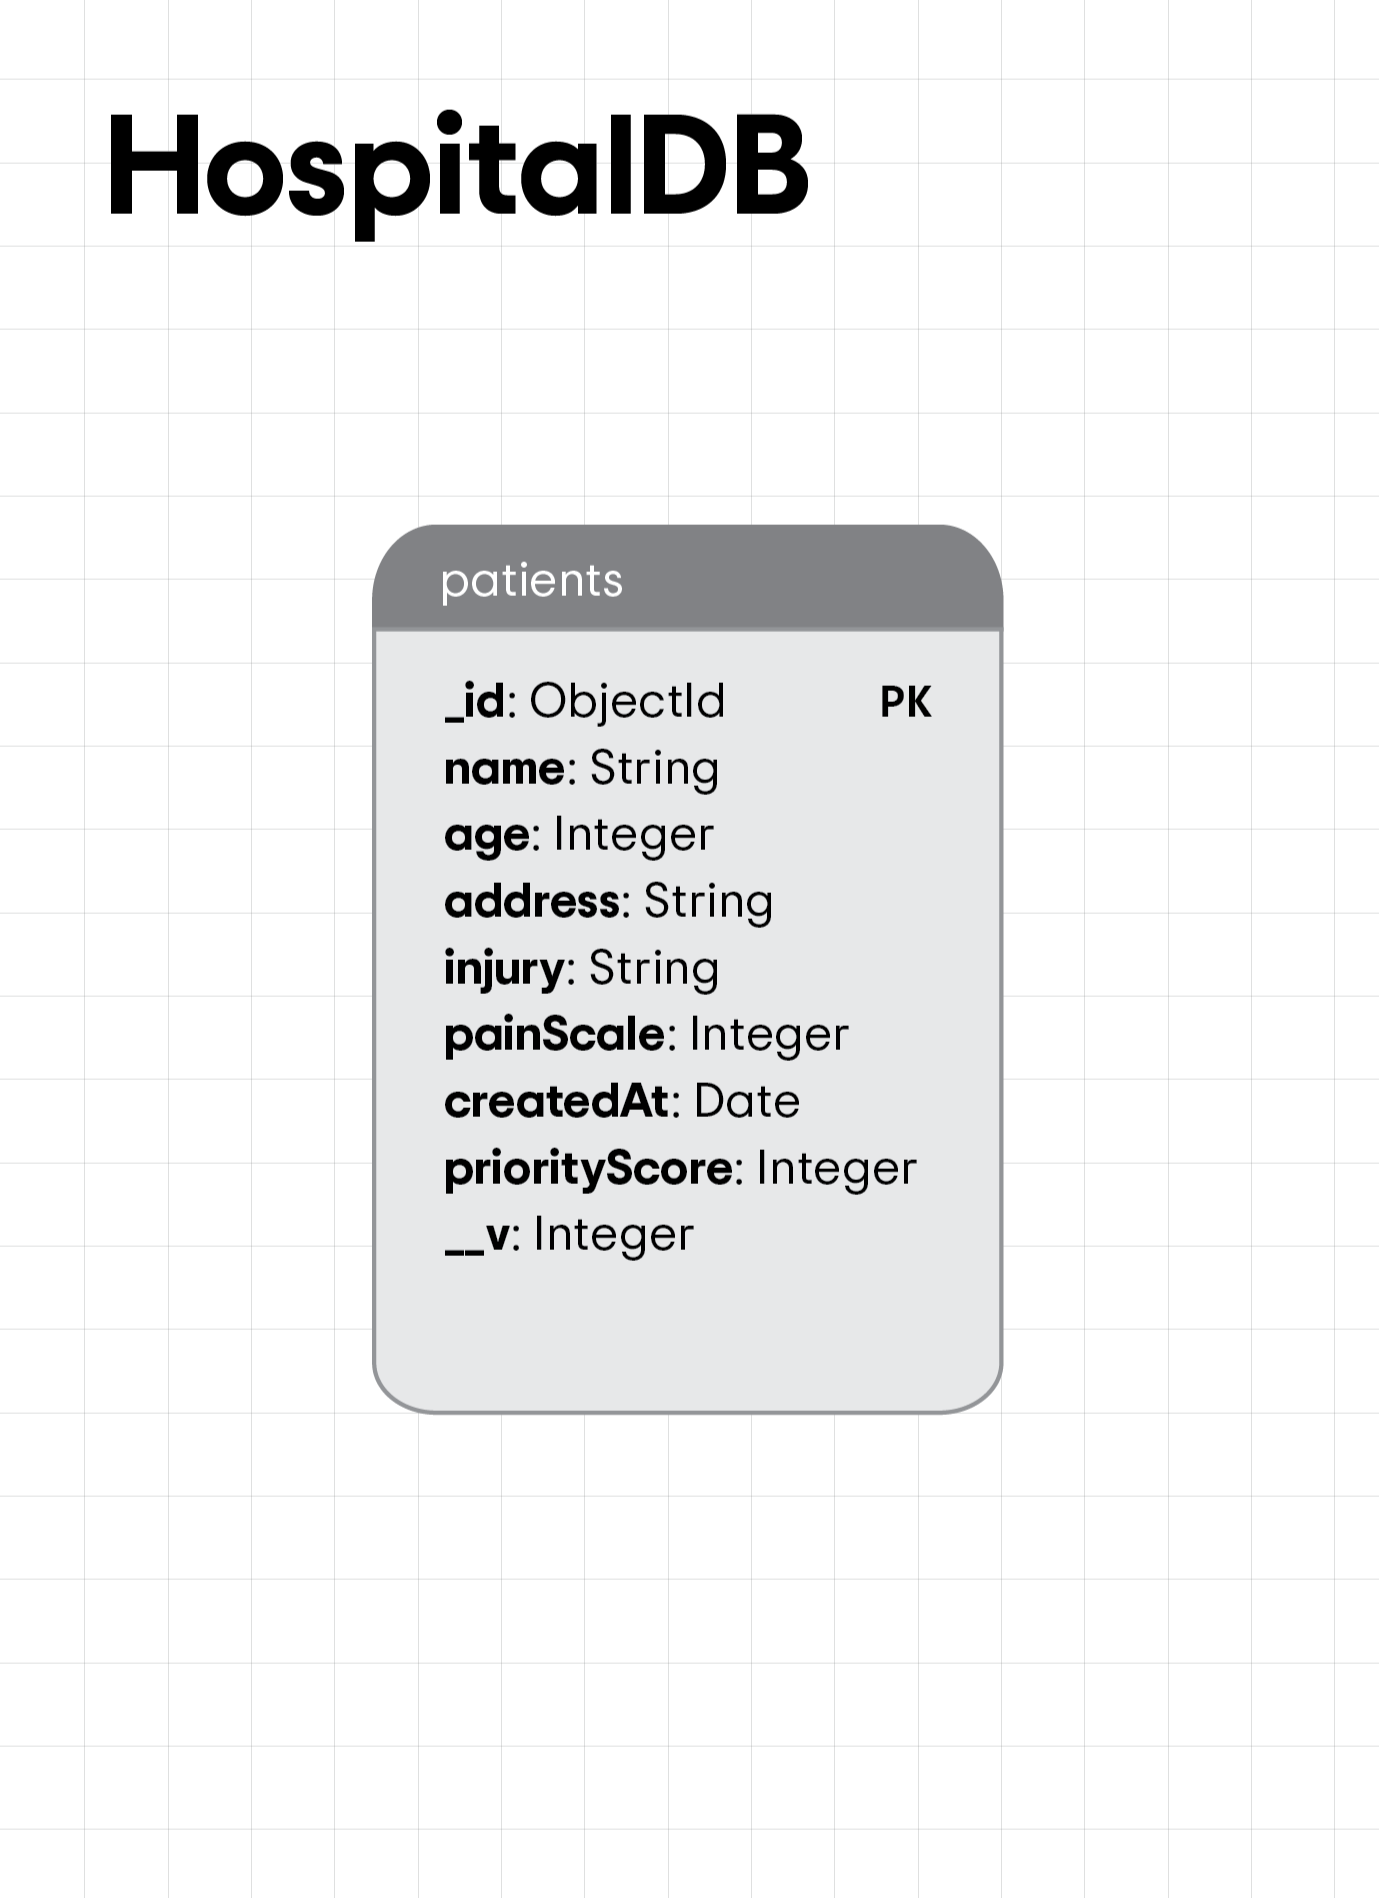 HospitalDB
patients
_id: ObjectId PK
name: String
age: Integer
address: String
injury: String
painScale: Integer
createdAt: Date
priorityScore: Integer
__v: Integer